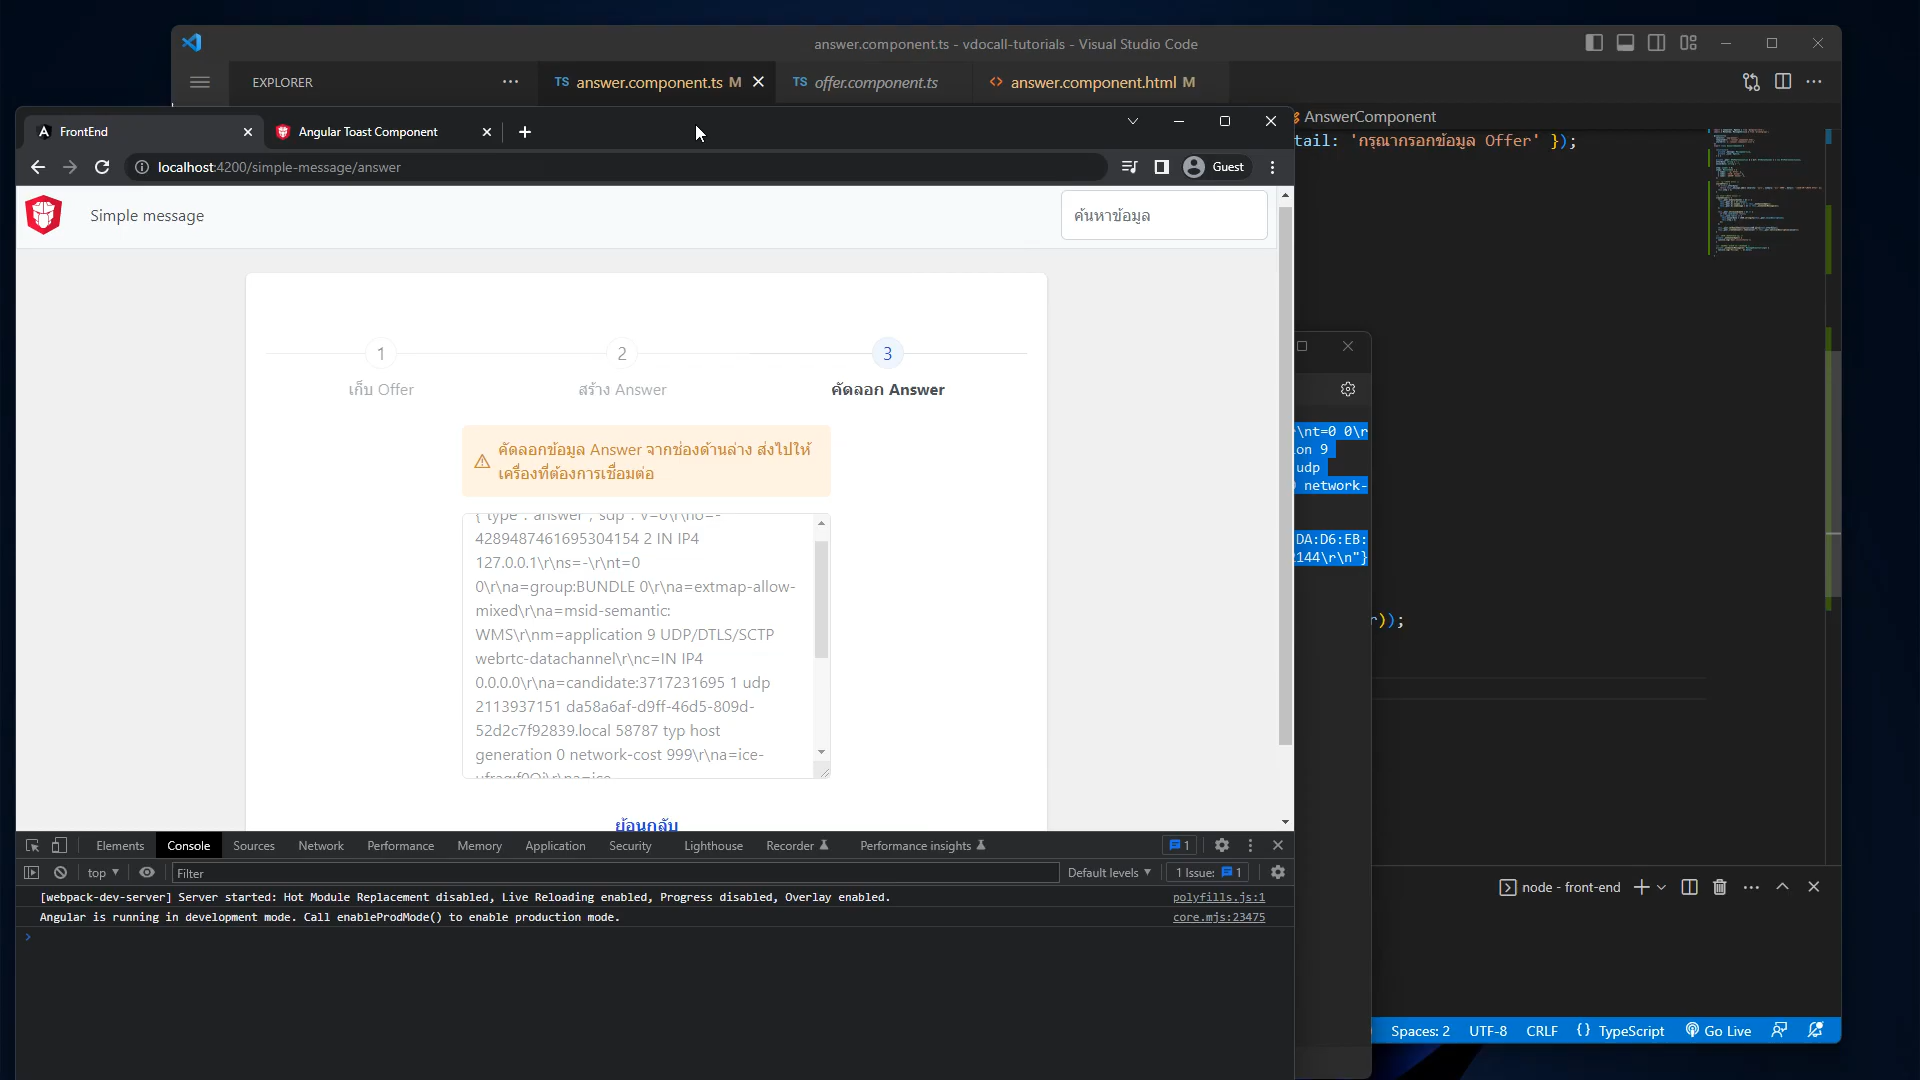 answer.component.ts - vdocall-tutorials - Visual Studio Code
EXPLORER
TS answer.component.ts M
TS offer.component.ts
<> answer.component.html M
AnswerComponent
tail: 'กรุณากรอกข้อมูล Offer' });
FrontEnd
Angular Toast Component
localhost:4200/simple-message/answer
Guest
Simple message
ค้นหาข้อมูล
1
2
3
เก็บ Offer
สร้าง Answer
คัดลอก Answer
คัดลอกข้อมูล Answer จากช่องด้านล่าง ส่งไปให้
เครื่องที่ต้องการเชื่อมต่อ
{"type":"answer","sdp":"v=0\r\no=-
4289487461695304154 2 IN IP4
127.0.0.1\r\ns=-\r\nt=0
0\r\na=group:BUNDLE 0\r\na=extmap-allow-
mixed\r\na=msid-semantic:
WMS\r\nm=application 9 UDP/DTLS/SCTP
webrtc-datachannel\r\nc=IN IP4
0.0.0.0\r\na=candidate:3717231695 1 udp
2113937151 da58a6af-d9ff-46d5-809d-
52d2c7f92839.local 58787 typ host
generation 0 network-cost 999\r\na=ice-
ย้อนกลับ
\nt=0 0\r
on 9
udp
network-
DA:D6:EB:
2144\r\n"}
r));
Elements
Console
Sources
Network
Performance
Memory
Application
Security
Lighthouse
Recorder
Performance insights
1
top
Filter
Default levels
1 Issue: 1
[webpack-dev-server] Server started: Hot Module Replacement disabled, Live Reloading enabled, Progress disabled, Overlay enabled.
polyfills.js:1
Angular is running in development mode. Call enableProdMode() to enable production mode.
core.mjs:23475
node - front-end
Spaces: 2
UTF-8
CRLF
{ } TypeScript
Go Live